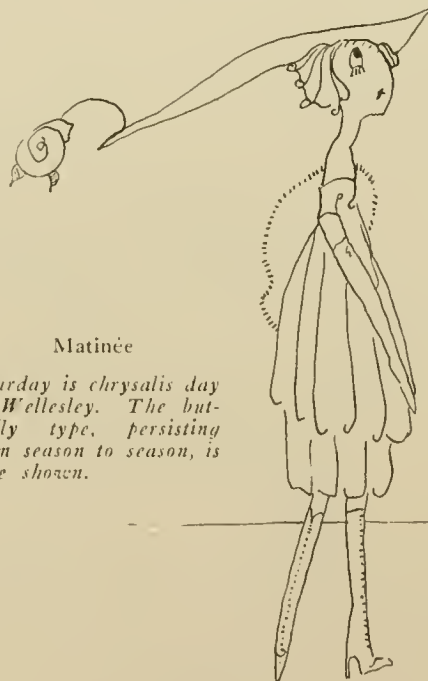 Matinée
urday is chrysalis day
Wellesley. The but-
ly type, persisting
n season to season, is
e shown.